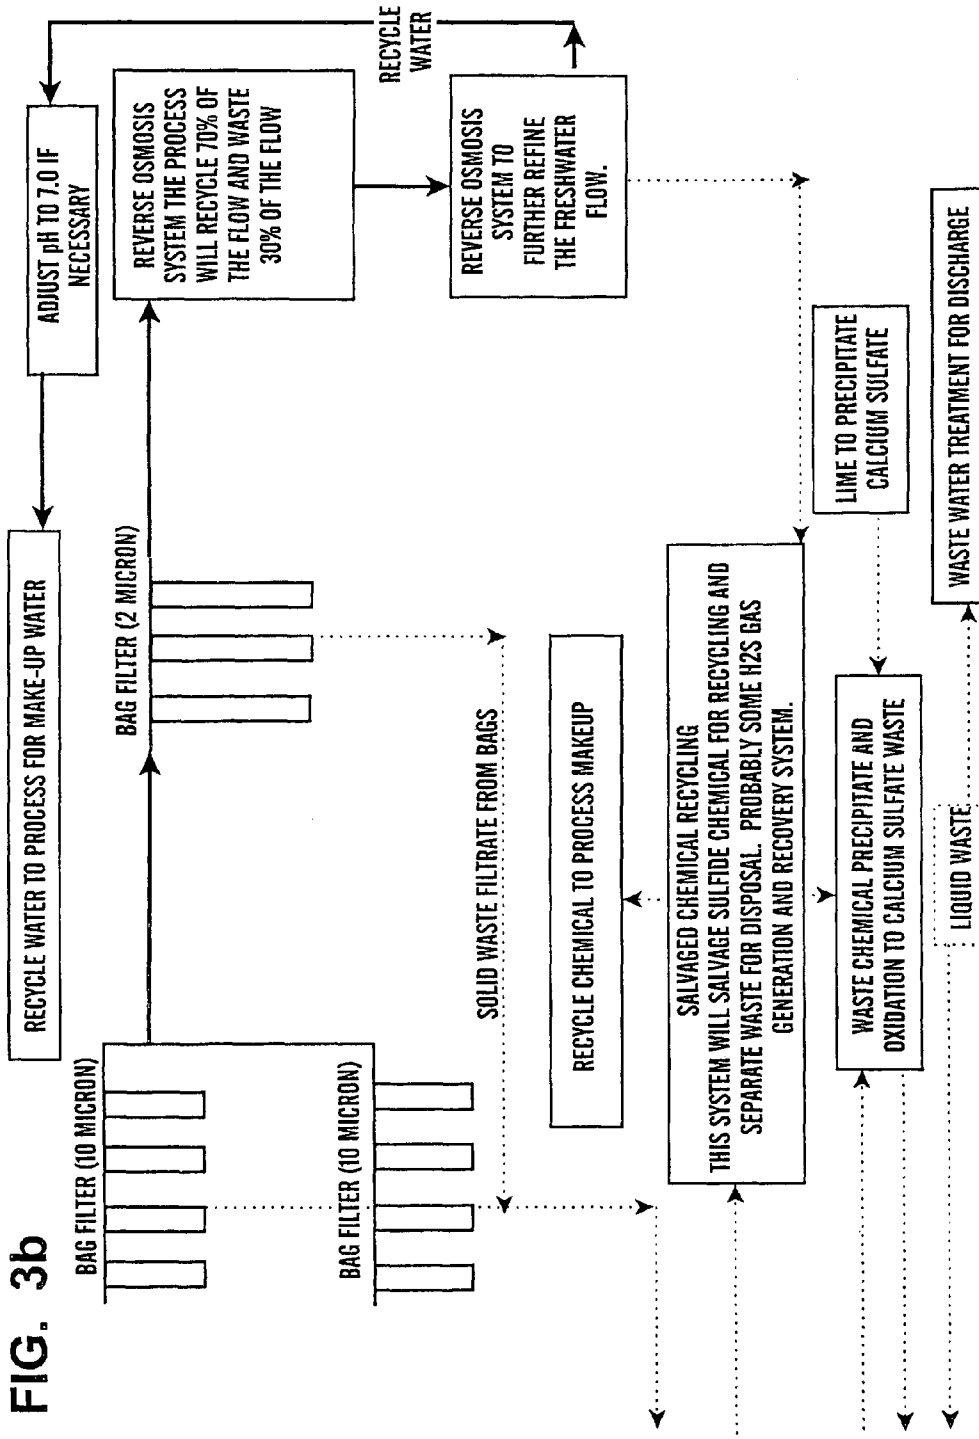 FIG. 3b
BAG FILTER (10 MICRON)
BAG FILTER (10 MICRON)
RECYCLE WATER TO PROCESS FOR MAKE-UP WATER
ADJUST pH TO 7.0 IF
NECESSARY
BAG FILTER (2 MICRON)
REVERSE OSMOSIS
SYSTEM THE PROCESS
WILL RECYCLE 70% OF
THE FLOW AND WASTE
30% OF THE FLOW
RECYCLE
WATER
REVERSE OSMOSIS
SYSTEM TO
FURTHER REFINE
THE FRESHWATER
FLOW.
SOLID WASTE FILTRATE FROM BAGS
RECYCLE CHEMICAL TO PROCESS MAKEUP
SALVAGED CHEMICAL RECYCLING
THIS SYSTEM WILL SALVAGE SULFIDE CHEMICAL FOR RECYCLING AND
SEPARATE WASTE FOR DISPOSAL. PROBABLY SOME H2S GAS
GENERATION AND RECOVERY SYSTEM.
LIME TO PRECIPITATE
CALCIUM SULFATE
WASTE CHEMICAL PRECIPITATE AND
OXIDATION TO CALCIUM SULFATE WASTE
LIQUID WASTE
WASTE WATER TREATMENT FOR DISCHARGE